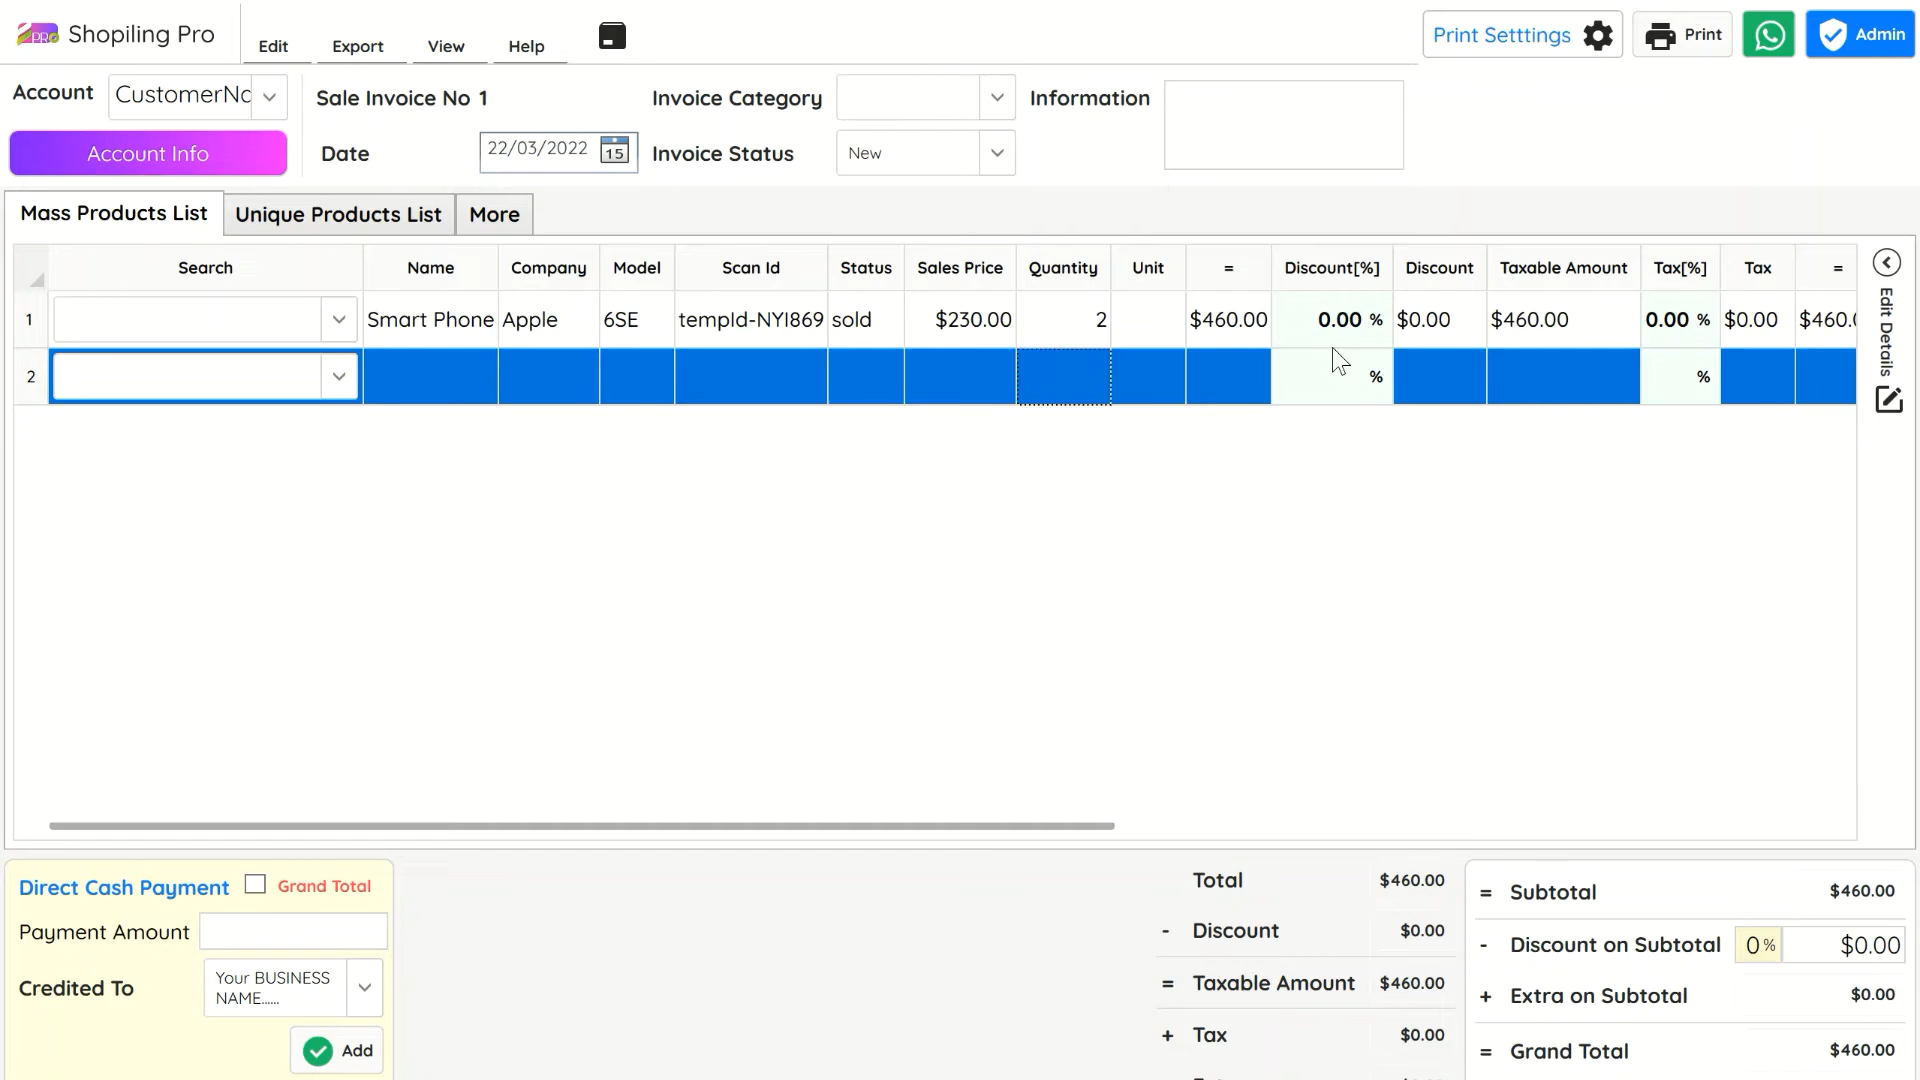 PRO Shopiling Pro
Edit Export View Help
Print Setttings Print Admin
Account CustomerNa Sale Invoice No 1 Invoice Category Information
Account Info Date 22/03/2022 15 Invoice Status New
Mass Products List Unique Products List More
Search Name Company Model Scan Id Status Sales Price Quantity Unit = Discount[%] Discount Taxable Amount Tax[%] Tax =
1 Smart Phone Apple 6SE tempId-NYI869 sold $230.00 2 $460.00 0.00 % $0.00 $460.00 0.00 % $0.00 $460.
2 % %
Edit Details
Direct Cash Payment Grand Total
Payment Amount
Credited To Your BUSINESS
NAME......
Add
Total $460.00
- Discount $0.00
= Taxable Amount $460.00
+ Tax $0.00
= Subtotal $460.00
- Discount on Subtotal 0 % $0.00
+ Extra on Subtotal $0.00
= Grand Total $460.00